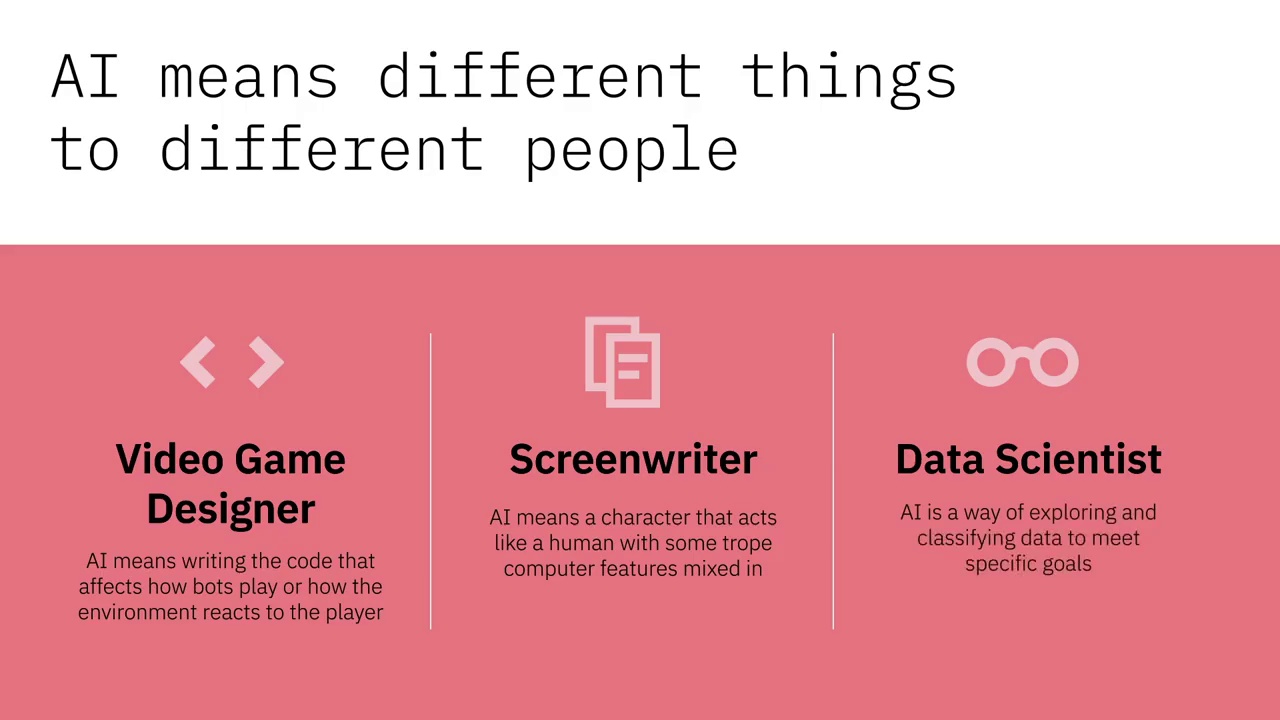 AI means different things
to different people
Video Game
Designer
AI means writing the code that
affects how bots play or how the
environment reacts to the player
Screenwriter
AI means a character that acts
like a human with some trope
computer features mixed in
Data Scientist
AI is a way of exploring and
classifying data to meet
specific goals